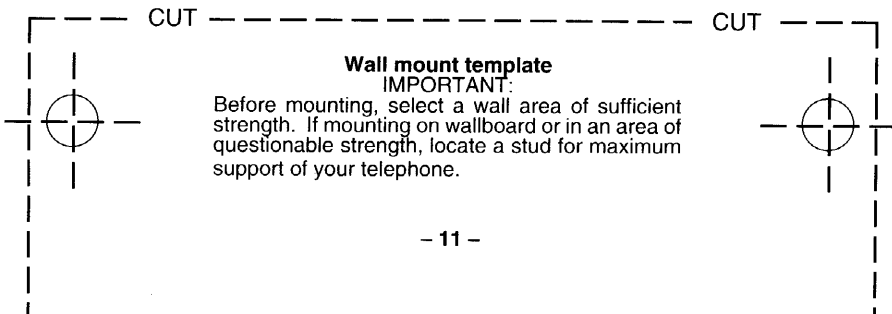 CUT CUT
Wall mount template
IMPORTANT:
Before mounting, select a wall area of sufficient
strength. If mounting on wallboard or in an area of
questionable strength, locate a stud for maximum
support of your telephone.
– 11 –